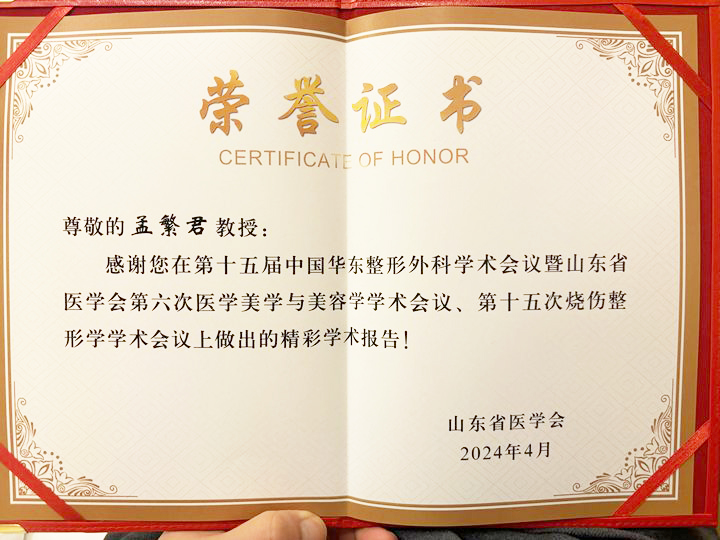 荣誉证书
CERTIFICATE OF HONOR
尊敬的孟繁君教授：
感谢您在第十五届中国华东整形外科学术会议暨山东省
医学会第六次医学美学与美容学学术会议、第十五次烧伤整
形学学术会议上做出的精彩学术报告！
山东省医学会
2024年4月